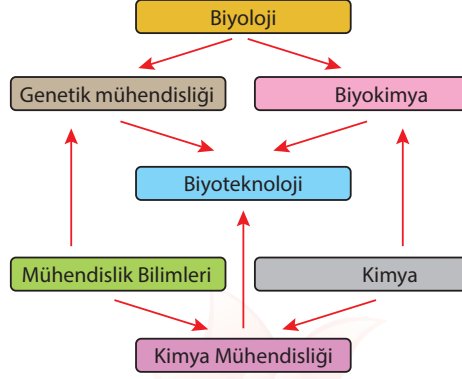 Biyoloji
Genetik mühendisliği
Biyokimya
Biyoteknoloji
Mühendislik Bilimleri
Kimya
Kimya Mühendisliği